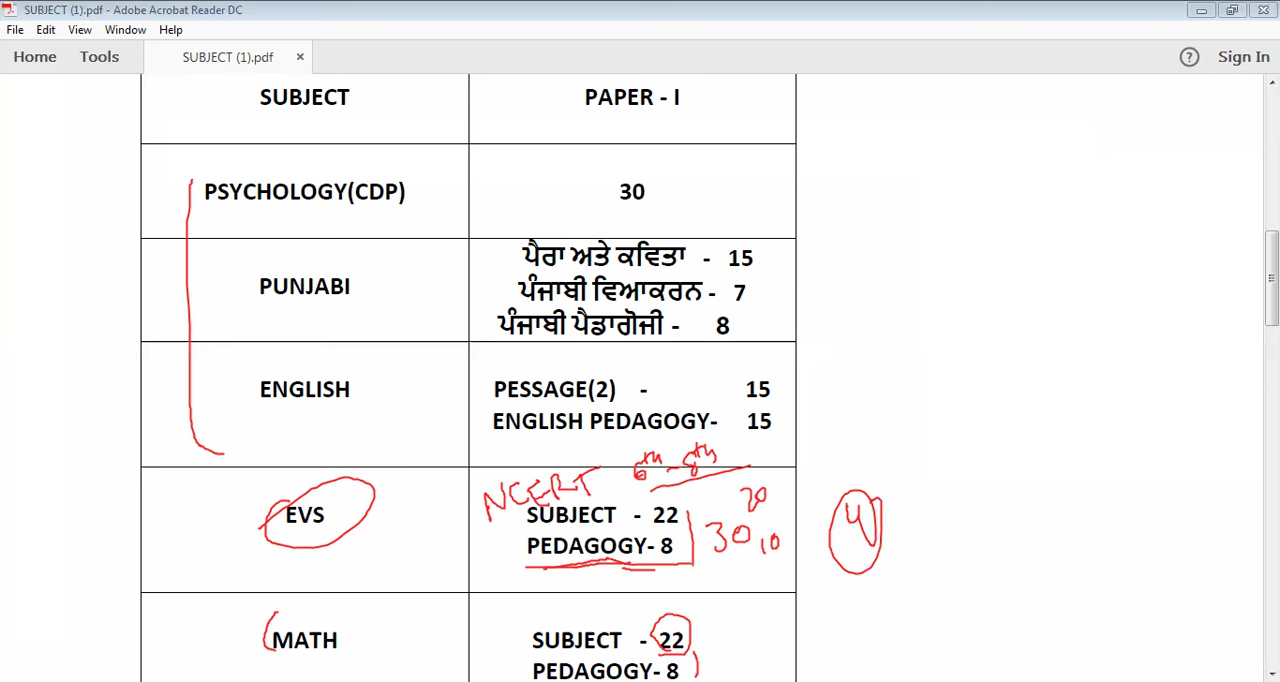 SUBJECT (1).pdf - Adobe Acrobat Reader DC
File Edit View Window Help
Home Tools SUBJECT (1).pdf × ? Sign In
SUBJECT PAPER - I
PSYCHOLOGY(CDP) 30
ਪੈਰਾ ਅਤੇ ਕਵਿਤਾ - 15
PUNJABI ਪੰਜਾਬੀ ਵਿਆਕਰਨ - 7
ਪੰਜਾਬੀ ਪੈਡਾਗੋਜੀ - 8
ENGLISH PESSAGE(2) - 15
ENGLISH PEDAGOGY- 15
NCERT 6th - 8th
EVS SUBJECT - 22
PEDAGOGY- 8
30 20 10
MATH SUBJECT - 22
PEDAGOGY- 8